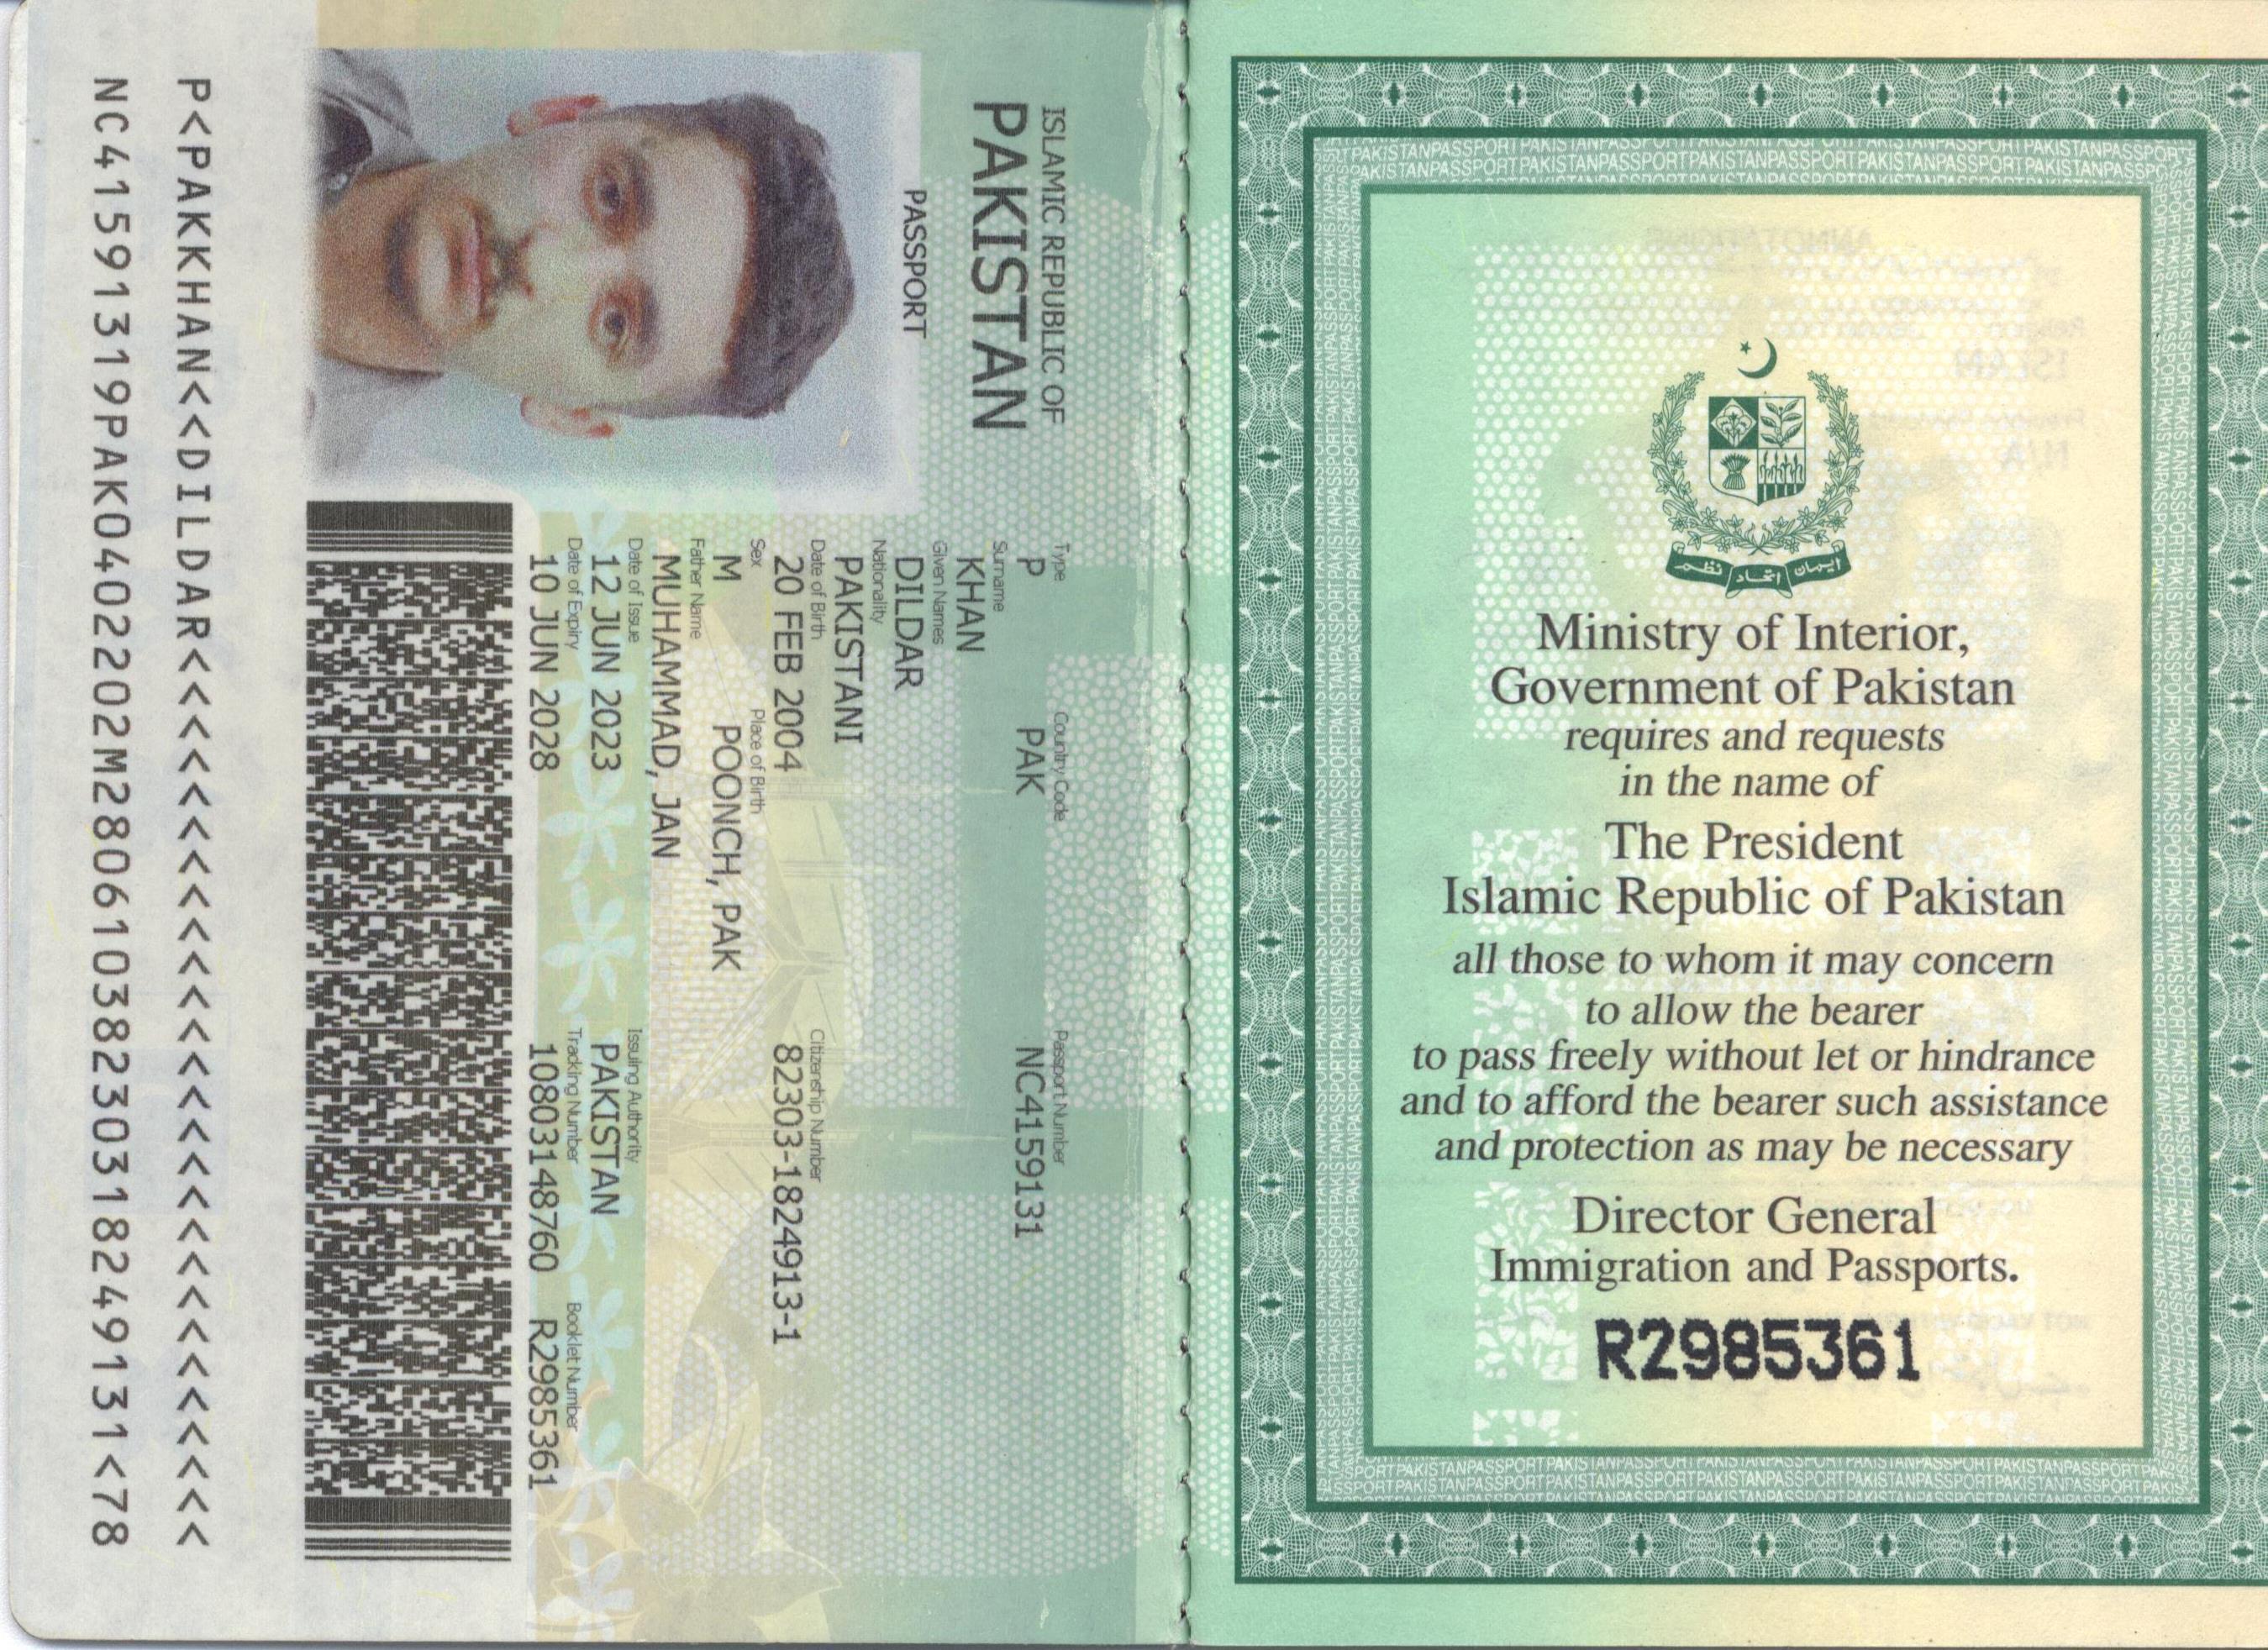 ISLAMIC REPUBLIC OF
PAKISTAN
PASSPORT
Type Country Code Passport Number
P PAK NC4159131
Surname
KHAN
Given Names
DILDAR
Nationality
PAKISTANI
Date of Birth Citizenship Number
20 FEB 2004 82303-1824913-1
Sex Place of Birth
M POONCH, PAK
Father Name
MUHAMMAD, JAN
Date of Issue Issuing Authority
12 JUN 2023 PAKISTAN
Date of Expiry Tracking Number Booklet Number
10 JUN 2028 10803148760 R2985361
P<PAKKHAN<<DILDAR<<<<<<<<<<<<<<<<<<<<<<<<<<<
NC41591319PAK0402202M28061038230318249131<78
ایمان اتحاد نظم
Ministry of Interior,
Government of Pakistan
requires and requests
in the name of
The President
Islamic Republic of Pakistan
all those to whom it may concern
to allow the bearer
to pass freely without let or hindrance
and to afford the bearer such assistance
and protection as may be necessary
Director General
Immigration and Passports.
R2985361